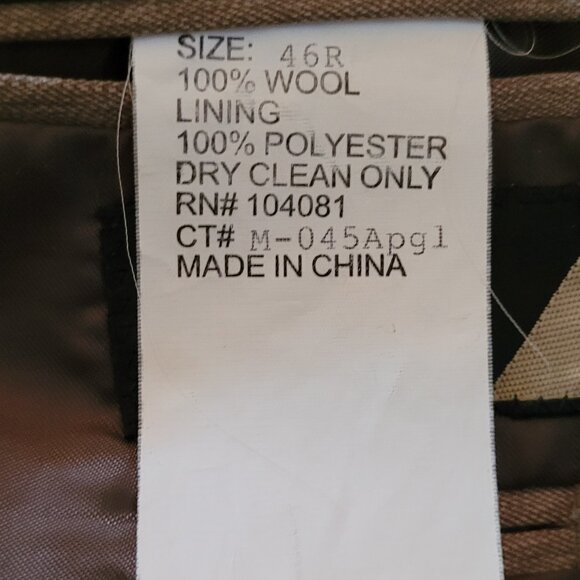 SIZE: 46R
100% WOOL
LINING
100% POLYESTER
DRY CLEAN ONLY
RN# 104081
CT# M-045Apgl
MADE IN CHINA